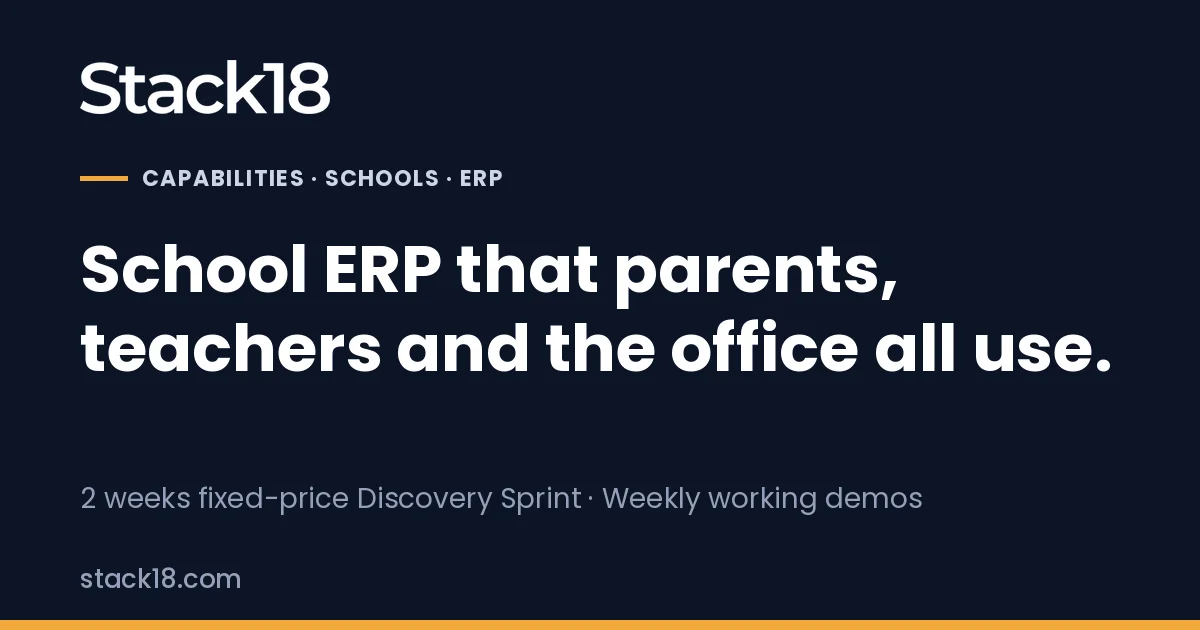 Stack18
CAPABILITIES · SCHOOLS · ERP
School ERP that parents,
teachers and the office all use.
2 weeks fixed-price Discovery Sprint · Weekly working demos
stack18.com